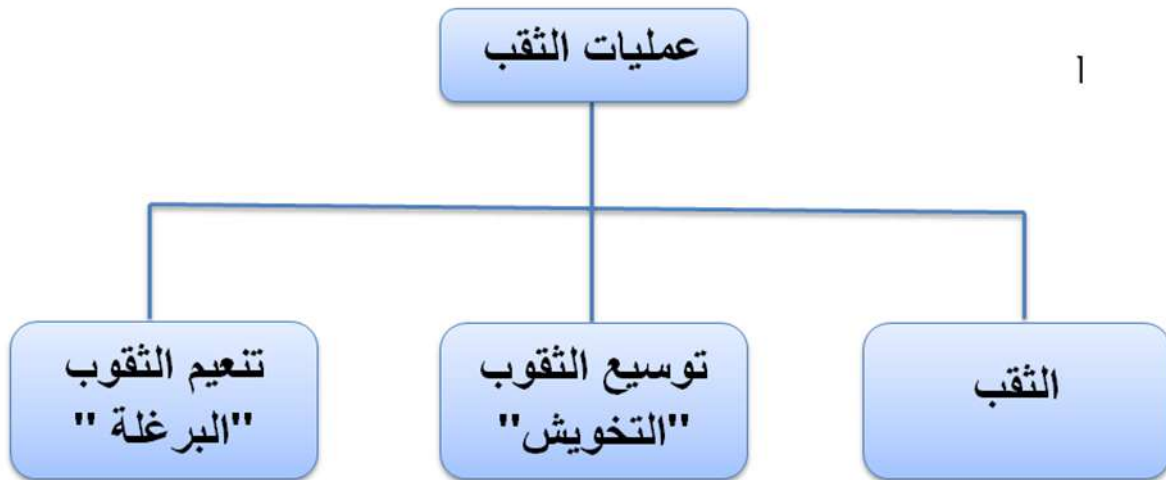 عمليات الثقب
أ
الثقب
توسيع الثقوب
"التخويش"
تنعيم الثقوب
"البرغلة "